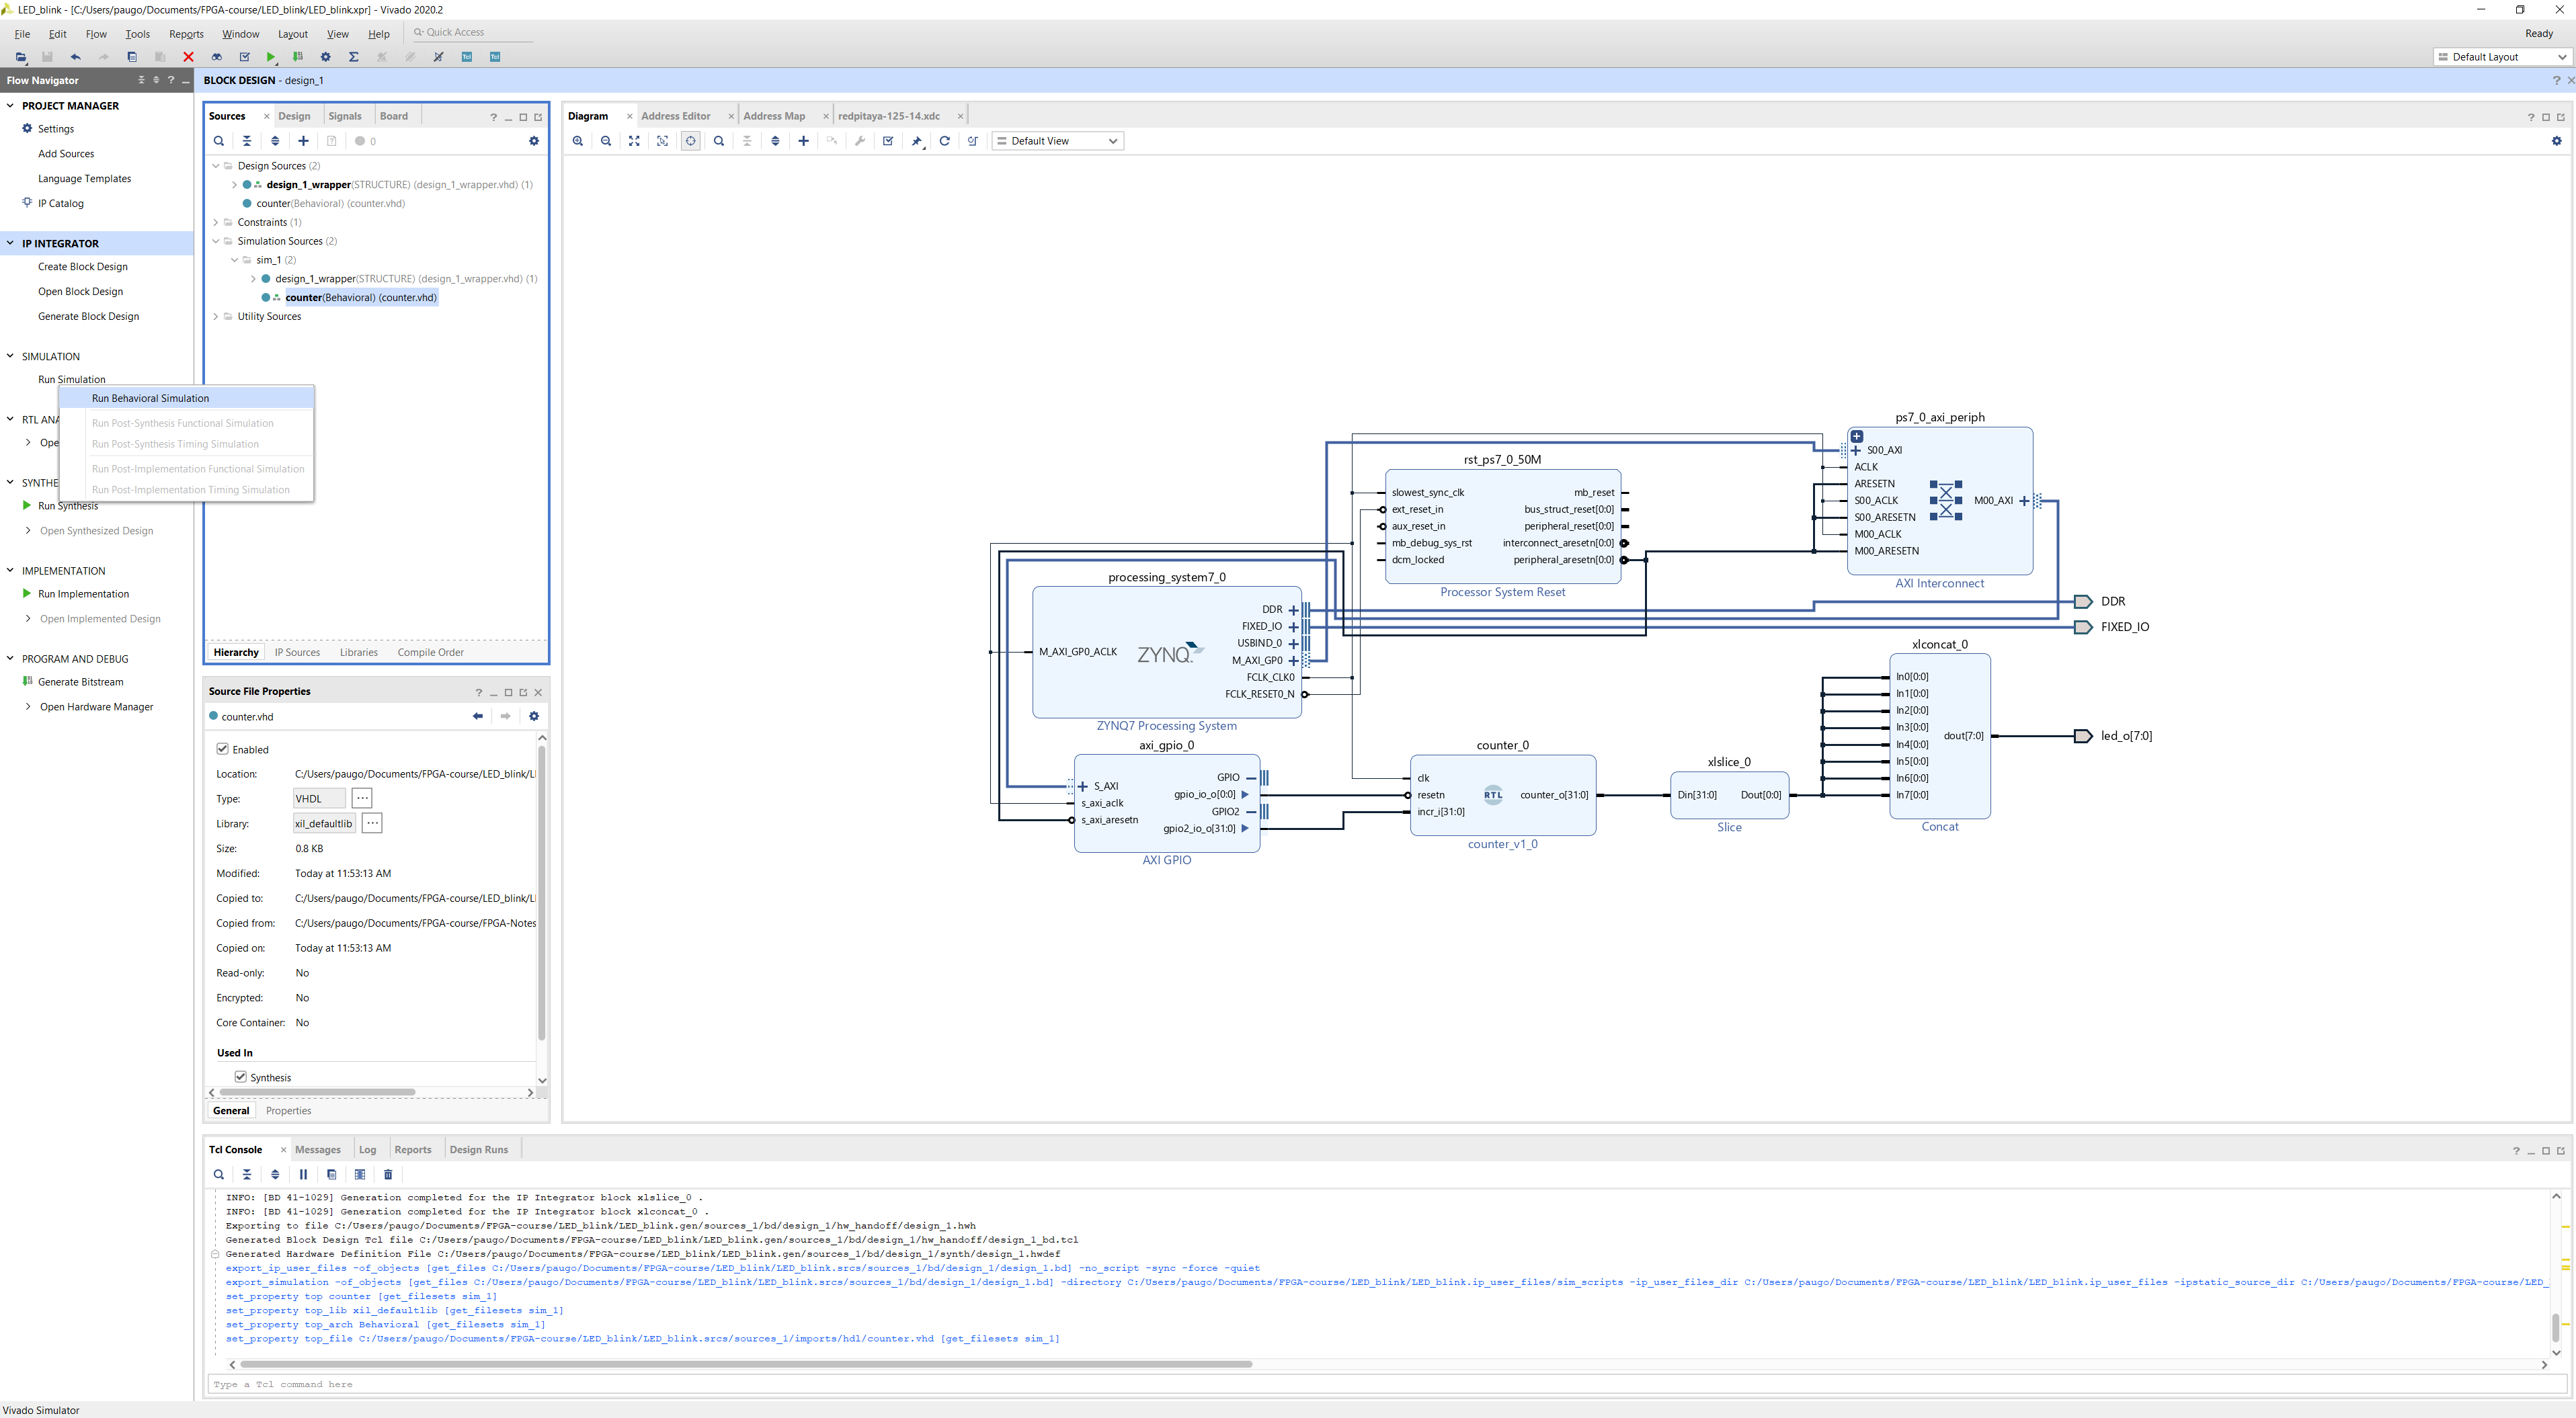 LED_blink - [C:/Users/paugo/Documents/FPGA-course/LED_blink/LED_blink.xpr] - Vivado 2020.2
File Edit Flow Tools Reports Window Layout View Help Quick Access
Ready
Default Layout
Flow Navigator
PROJECT MANAGER
Settings
Add Sources
Language Templates
IP Catalog
IP INTEGRATOR
Create Block Design
Open Block Design
Generate Block Design
SIMULATION
Run Simulation
Run Behavioral Simulation
Run Post-Synthesis Functional Simulation
Run Post-Synthesis Timing Simulation
Run Post-Implementation Functional Simulation
Run Post-Implementation Timing Simulation
RTL ANA
Ope
SYNTHE
Run Synthesis
Open Synthesized Design
IMPLEMENTATION
Run Implementation
Open Implemented Design
PROGRAM AND DEBUG
Generate Bitstream
Open Hardware Manager
BLOCK DESIGN - design_1
Sources Design Signals Board
0
Design Sources (2)
design_1_wrapper(STRUCTURE) (design_1_wrapper.vhd) (1)
counter(Behavioral) (counter.vhd)
Constraints (1)
Simulation Sources (2)
sim_1 (2)
design_1_wrapper(STRUCTURE) (design_1_wrapper.vhd) (1)
counter(Behavioral) (counter.vhd)
Utility Sources
Hierarchy IP Sources Libraries Compile Order
Source File Properties
counter.vhd
Enabled
Location: C:/Users/paugo/Documents/FPGA-course/LED_blink/LI
Type: VHDL
Library: xil_defaultlib
Size: 0.8 KB
Modified: Today at 11:53:13 AM
Copied to: C:/Users/paugo/Documents/FPGA-course/LED_blink/LI
Copied from: C:/Users/paugo/Documents/FPGA-course/FPGA-Notes
Copied on: Today at 11:53:13 AM
Read-only: No
Encrypted: No
Core Container: No
Used In
Synthesis
General Properties
Diagram Address Editor Address Map redpitaya-125-14.xdc
Default View
ps7_0_axi_periph
S00_AXI
ACLK
ARESETN
S00_ACLK
S00_ARESETN
M00_ACLK
M00_ARESETN
M00_AXI
AXI Interconnect
rst_ps7_0_50M
slowest_sync_clk mb_reset
ext_reset_in bus_struct_reset[0:0]
aux_reset_in peripheral_reset[0:0]
mb_debug_sys_rst interconnect_aresetn[0:0]
dcm_locked peripheral_aresetn[0:0]
Processor System Reset
processing_system7_0
DDR
FIXED_IO
USBIND_0
M_AXI_GP0_ACLK ZYNQ M_AXI_GP0
FCLK_CLK0
FCLK_RESET0_N
ZYNQ7 Processing System
DDR
FIXED_IO
axi_gpio_0
GPIO
S_AXI gpio_io_o[0:0]
s_axi_aclk GPIO2
s_axi_aresetn gpio2_io_o[31:0]
AXI GPIO
counter_0
clk
resetn RTL counter_o[31:0]
incr_i[31:0]
counter_v1_0
xlslice_0
Din[31:0] Dout[0:0]
Slice
xlconcat_0
In0[0:0]
In1[0:0]
In2[0:0]
In3[0:0]
In4[0:0]
In5[0:0]
In6[0:0]
In7[0:0]
dout[7:0]
Concat
led_o[7:0]
Tcl Console Messages Log Reports Design Runs
INFO: [BD 41-1029] Generation completed for the IP Integrator block xlslice_0 .
INFO: [BD 41-1029] Generation completed for the IP Integrator block xlconcat_0 .
Exporting to file C:/Users/paugo/Documents/FPGA-course/LED_blink/LED_blink.gen/sources_1/bd/design_1/hw_handoff/design_1.hwh
Generated Block Design Tcl file C:/Users/paugo/Documents/FPGA-course/LED_blink/LED_blink.gen/sources_1/bd/design_1/hw_handoff/design_1_bd.tcl
Generated Hardware Definition File C:/Users/paugo/Documents/FPGA-course/LED_blink/LED_blink.gen/sources_1/bd/design_1/synth/design_1.hwdef
export_ip_user_files -of_objects [get_files C:/Users/paugo/Documents/FPGA-course/LED_blink/LED_blink.srcs/sources_1/bd/design_1/design_1.bd] -no_script -sync -force -quiet
export_simulation -of_objects [get_files C:/Users/paugo/Documents/FPGA-course/LED_blink/LED_blink.srcs/sources_1/bd/design_1/design_1.bd] -directory C:/Users/paugo/Documents/FPGA-course/LED_blink/LED_blink.ip_user_files/sim_scripts -ip_user_files_dir C:/Users/paugo/Documents/FPGA-course/LED_blink/LED_blink.ip_user_files -ipstatic_source_dir C:/Users/paugo/Documents/FPGA-course/LED_
set_property top counter [get_filesets sim_1]
set_property top_lib xil_defaultlib [get_filesets sim_1]
set_property top_arch Behavioral [get_filesets sim_1]
set_property top_file C:/Users/paugo/Documents/FPGA-course/LED_blink/LED_blink.srcs/sources_1/imports/hdl/counter.vhd [get_filesets sim_1]
Type a Tcl command here
Vivado Simulator